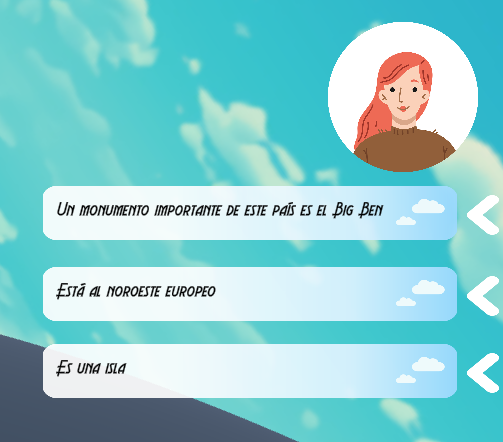 Un monumento importante de este país es el Big Ben
Está al noroeste europeo
Es una isla